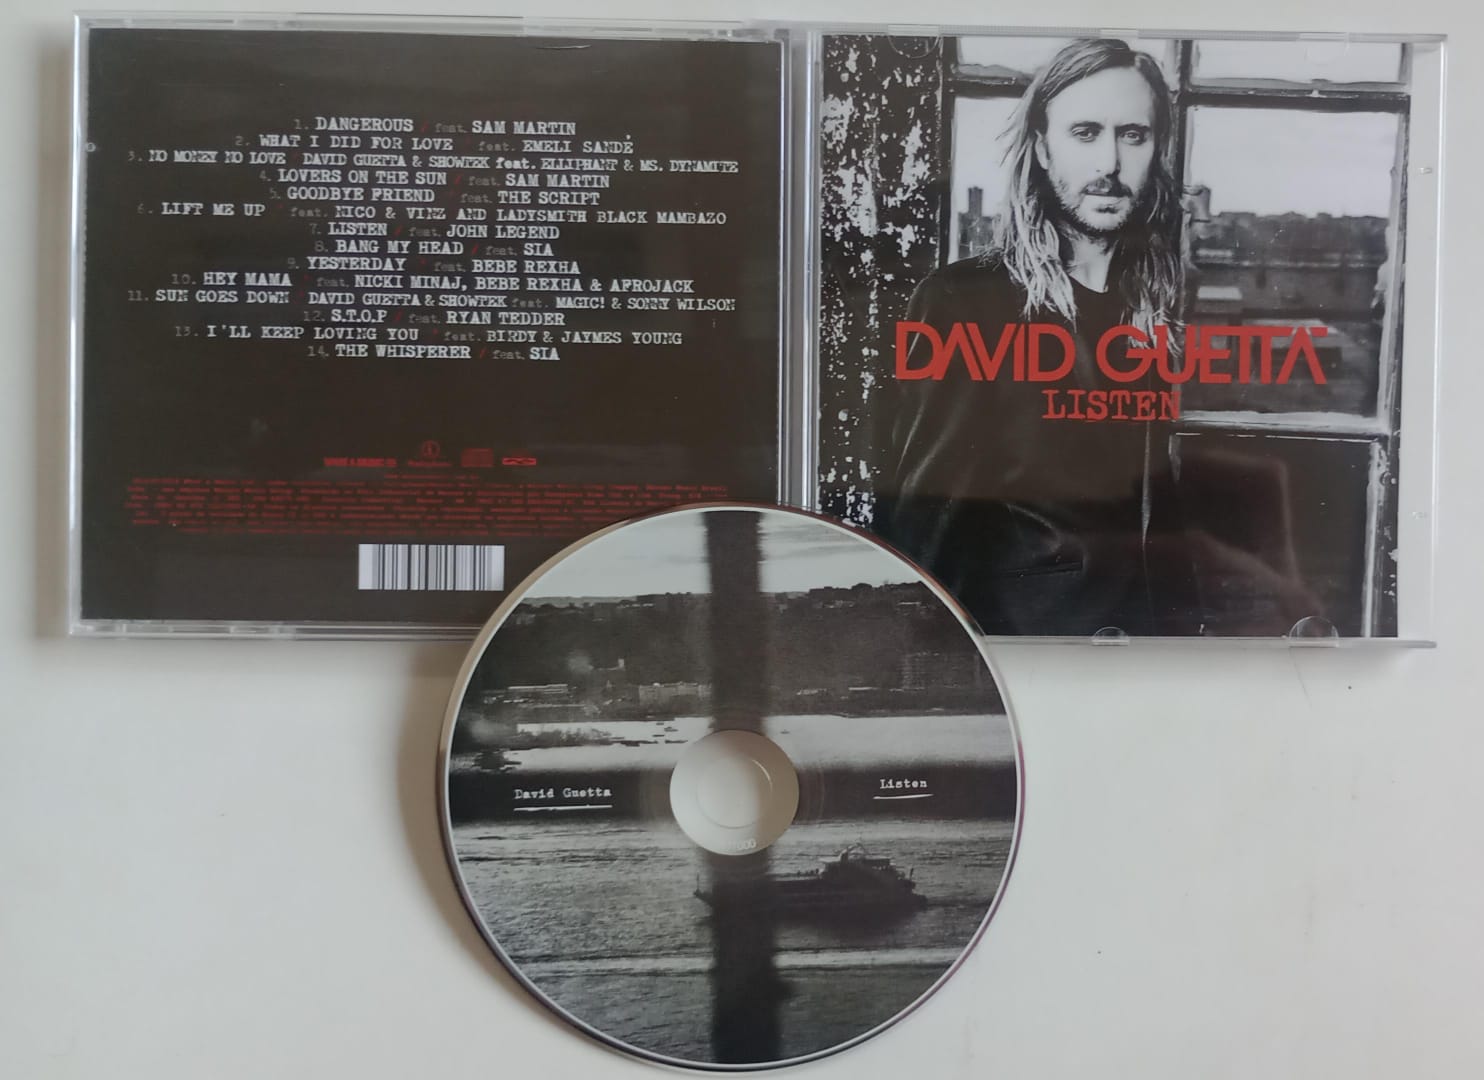 1. DANGEROUS / feat. SAM MARTIN
2. WHAT I DID FOR LOVE / feat. EMELI SANDÉ
3. NO MONEY NO LOVE / DAVID GUETTA & SHOWTEK feat. ELLIPHANT & MS. DYNAMITE
4. LOVERS ON THE SUN / feat. SAM MARTIN
5. GOODBYE FRIEND / feat. THE SCRIPT
6. LIFT ME UP / feat. NICO & VINZ AND LADYSMITH BLACK MAMBAZO
7. LISTEN / feat. JOHN LEGEND
8. BANG MY HEAD / feat. SIA
9. YESTERDAY / feat. BEBE REXHA
10. HEY MAMA / feat. NICKI MINAJ, BEBE REXHA & AFROJACK
11. SUN GOES DOWN / DAVID GUETTA & SHOWTEK feat. MAGIC! & SONNY WILSON
12. S.T.O.P / feat. RYAN TEDDER
13. I'LL KEEP LOVING YOU / feat. BIRDY & JAYMES YOUNG
14. THE WHISPERER / feat. SIA
DAVID GUETTA
LISTEN
David Guetta
Listen